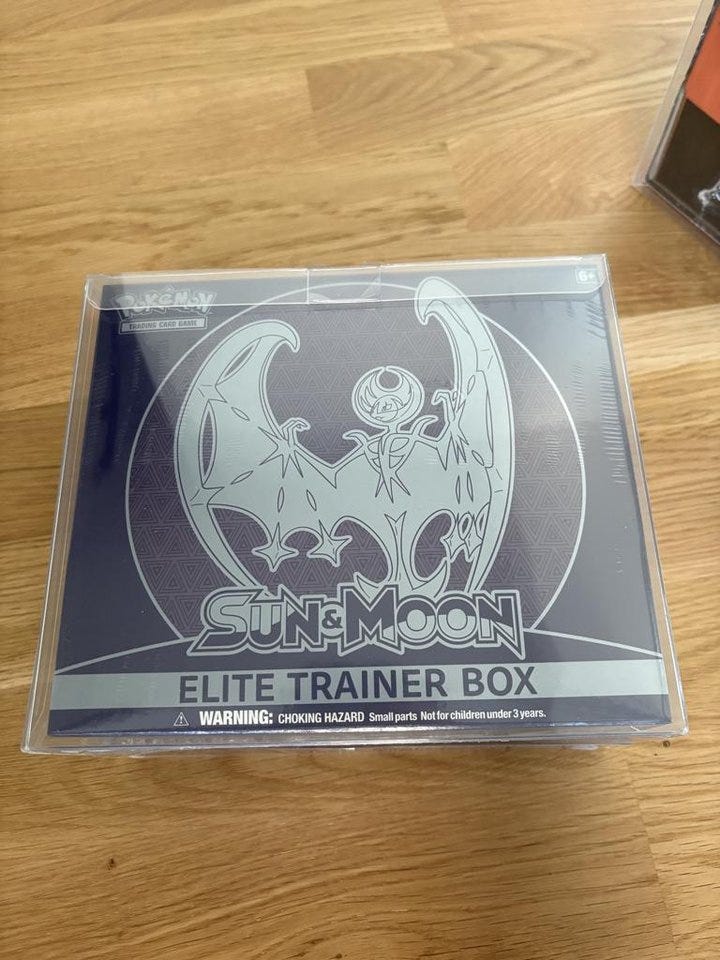 POKéMON
TRADING CARD GAME
6+
SUN & MOON
ELITE TRAINER BOX
WARNING: CHOKING HAZARD Small parts Not for children under 3 years.